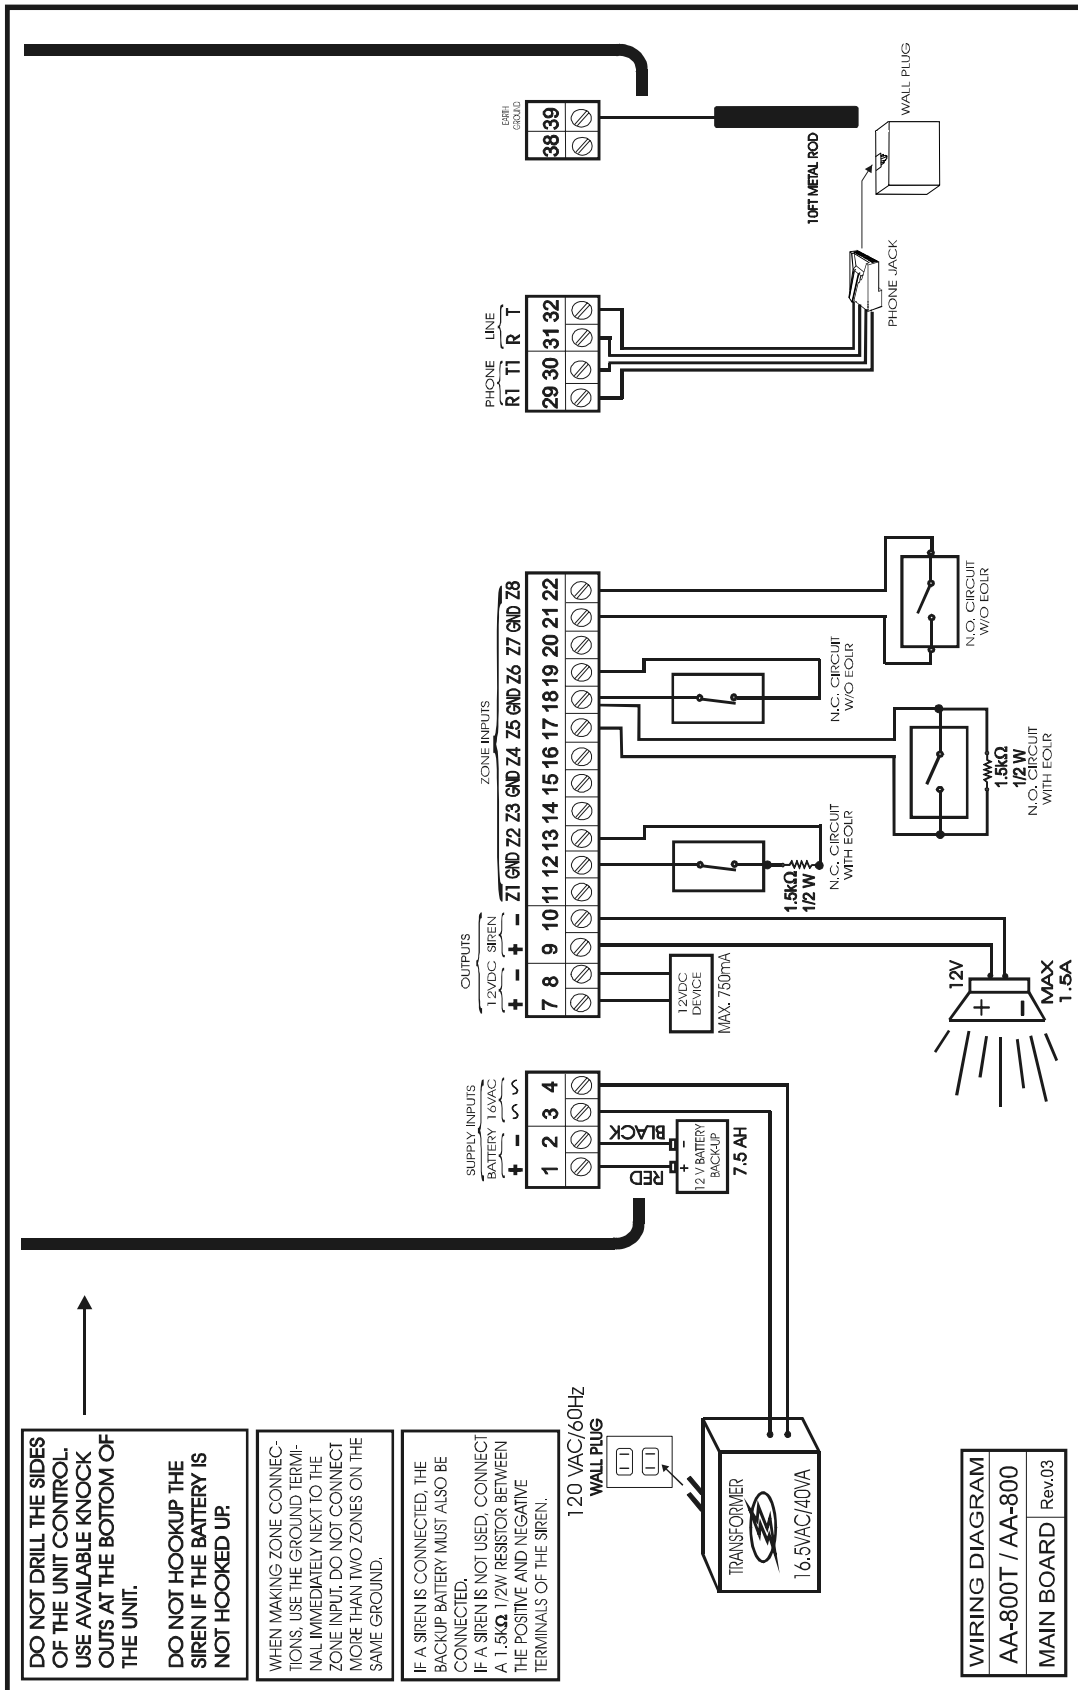 DO NOT DRILL THE SIDES
OF THE UNIT CONTROL.
USE AVAILABLE KNOCK
OUTS AT THE BOTTOM OF
THE UNIT.
DO NOT HOOKUP THE
SIREN IF THE BATTERY IS
NOT HOOKED UP.
WHEN MAKING ZONE CONNEC-
TIONS, USE THE GROUND TERMI-
NAL IMMEDIATELY NEXT TO THE
ZONE INPUT. DO NOT CONNECT
MORE THAN TWO ZONES ON THE
SAME GROUND.
IF A SIREN IS CONNECTED, THE
BACKUP BATTERY MUST ALSO BE
CONNECTED.
IF A SIREN IS NOT USED, CONNECT
A 1.5kΩ 1/2W RESISTOR BETWEEN
THE POSITIVE AND NEGATIVE
TERMINALS OF THE SIREN.
120 VAC/60Hz
WALL PLUG
TRANSFORMER
16.5VAC/40VA
SUPPLY INPUTS
BATTERY 16VAC
+ - ~ ~
1 2 3 4
RED
BLACK
+ -
12 V BATTERY
BACK-UP
7.5 AH
OUTPUTS
12VDC SIREN
+ - + -
7 8 9 10
12VDC
DEVICE
MAX. 750mA
12V
+ -
MAX
1.5A
ZONE INPUTS
Z1 GND Z2 Z3 GND Z4 Z5 GND Z6 Z7 GND Z8
11 12 13 14 15 16 17 18 19 20 21 22
1.5kΩ
1/2 W
N.C. CIRCUIT
WITH EOLR
1.5kΩ
1/2 W
N.O. CIRCUIT
WITH EOLR
N.C. CIRCUIT
W/O EOLR
N.O. CIRCUIT
W/O EOLR
PHONE LINE
R1 T1 R T
29 30 31 32
PHONE JACK
WALL PLUG
EARTH
GROUND
38 39
10FT METAL ROD
WIRING DIAGRAM
AA-800T / AA-800
MAIN BOARD Rev.03